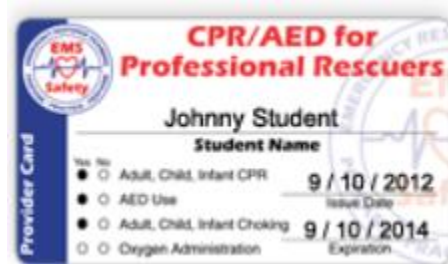 EMS
Safety
CPR/AED for
Professional Rescuers
Johnny Student
Student Name
Provider Card
Yes No
Adult, Child, Infant CPR
9 / 10 / 2012
AED Use
Issue Date
Adult, Child, Infant Choking
9 / 10 / 2014
Oxygen Administration
Expiration